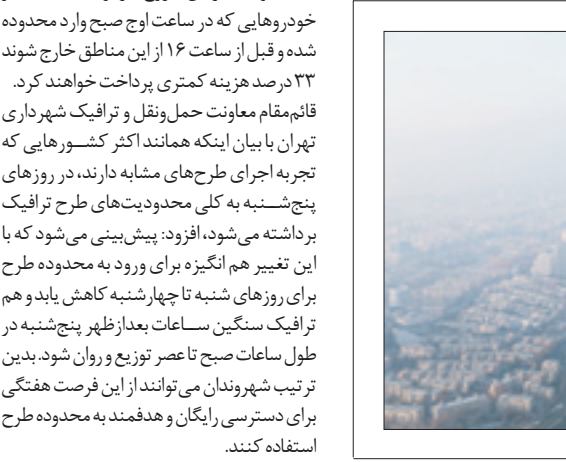 خودروهایی که در ساعت اوج صبح وارد محدوده
شده و قبل از ساعت ۱۶ از این مناطق خارج شوند
۳۳ درصد هزینه کمتری پرداخت خواهند کرد.
قائم‌مقام معاونت حمل‌ونقل و ترافیک شهرداری
تهران با بیان اینکه همانند اکثر کشــورهایی که
تجربه اجرای طرح‌های مشابه دارند، در روزهای
پنج‌شــنبه به کلی محدودیت‌های طرح ترافیک
برداشته می‌شود، افزود: پیش‌بینی می‌شود که با
این تغییر هم انگیزه برای ورود به محدوده طرح
برای روزهای شنبه تا چهارشنبه کاهش یابد و هم
ترافیک سنگین ســاعات بعدازظهر پنج‌شنبه در
طول ساعات صبح تا عصر توزیع و روان شود. بدین
ترتیب شهروندان می‌توانند از این فرصت هفتگی
برای دسترسی رایگان و هدفمند به محدوده طرح
استفاده کنند.